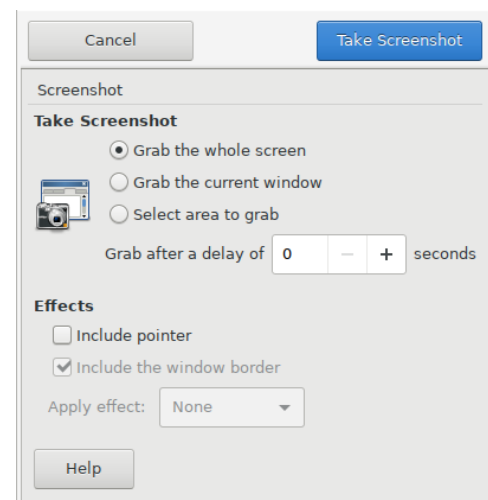 Cancel Take Screenshot
Screenshot
Take Screenshot
Grab the whole screen
Grab the current window
Select area to grab
Grab after a delay of 0 − + seconds
Effects
Include pointer
Include the window border
Apply effect: None
Help